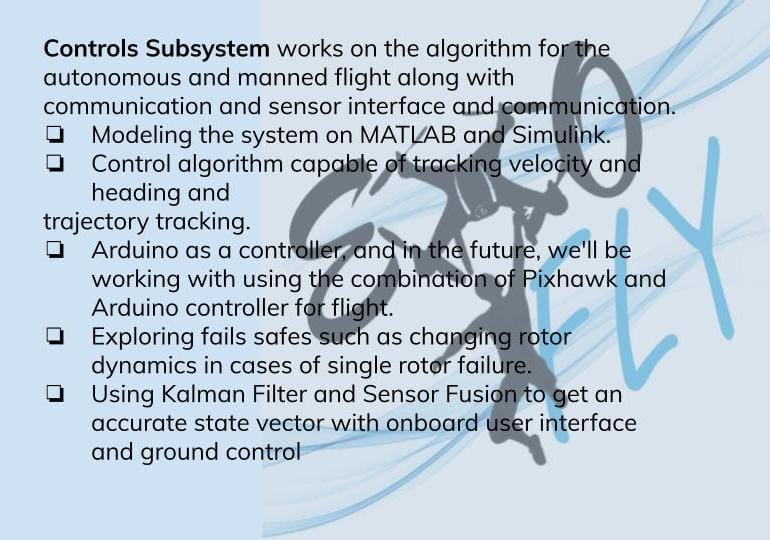 Controls Subsystem works on the algorithm for the
autonomous and manned flight along with
communication and sensor interface and communication.
❏ Modeling the system on MATLAB and Simulink.
❏ Control algorithm capable of tracking velocity and
heading and
trajectory tracking.
❏ Arduino as a controller, and in the future, we'll be
working with using the combination of Pixhawk and
Arduino controller for flight.
❏ Exploring fails safes such as changing rotor
dynamics in cases of single rotor failure.
❏ Using Kalman Filter and Sensor Fusion to get an
accurate state vector with onboard user interface
and ground control
EXO
FLY